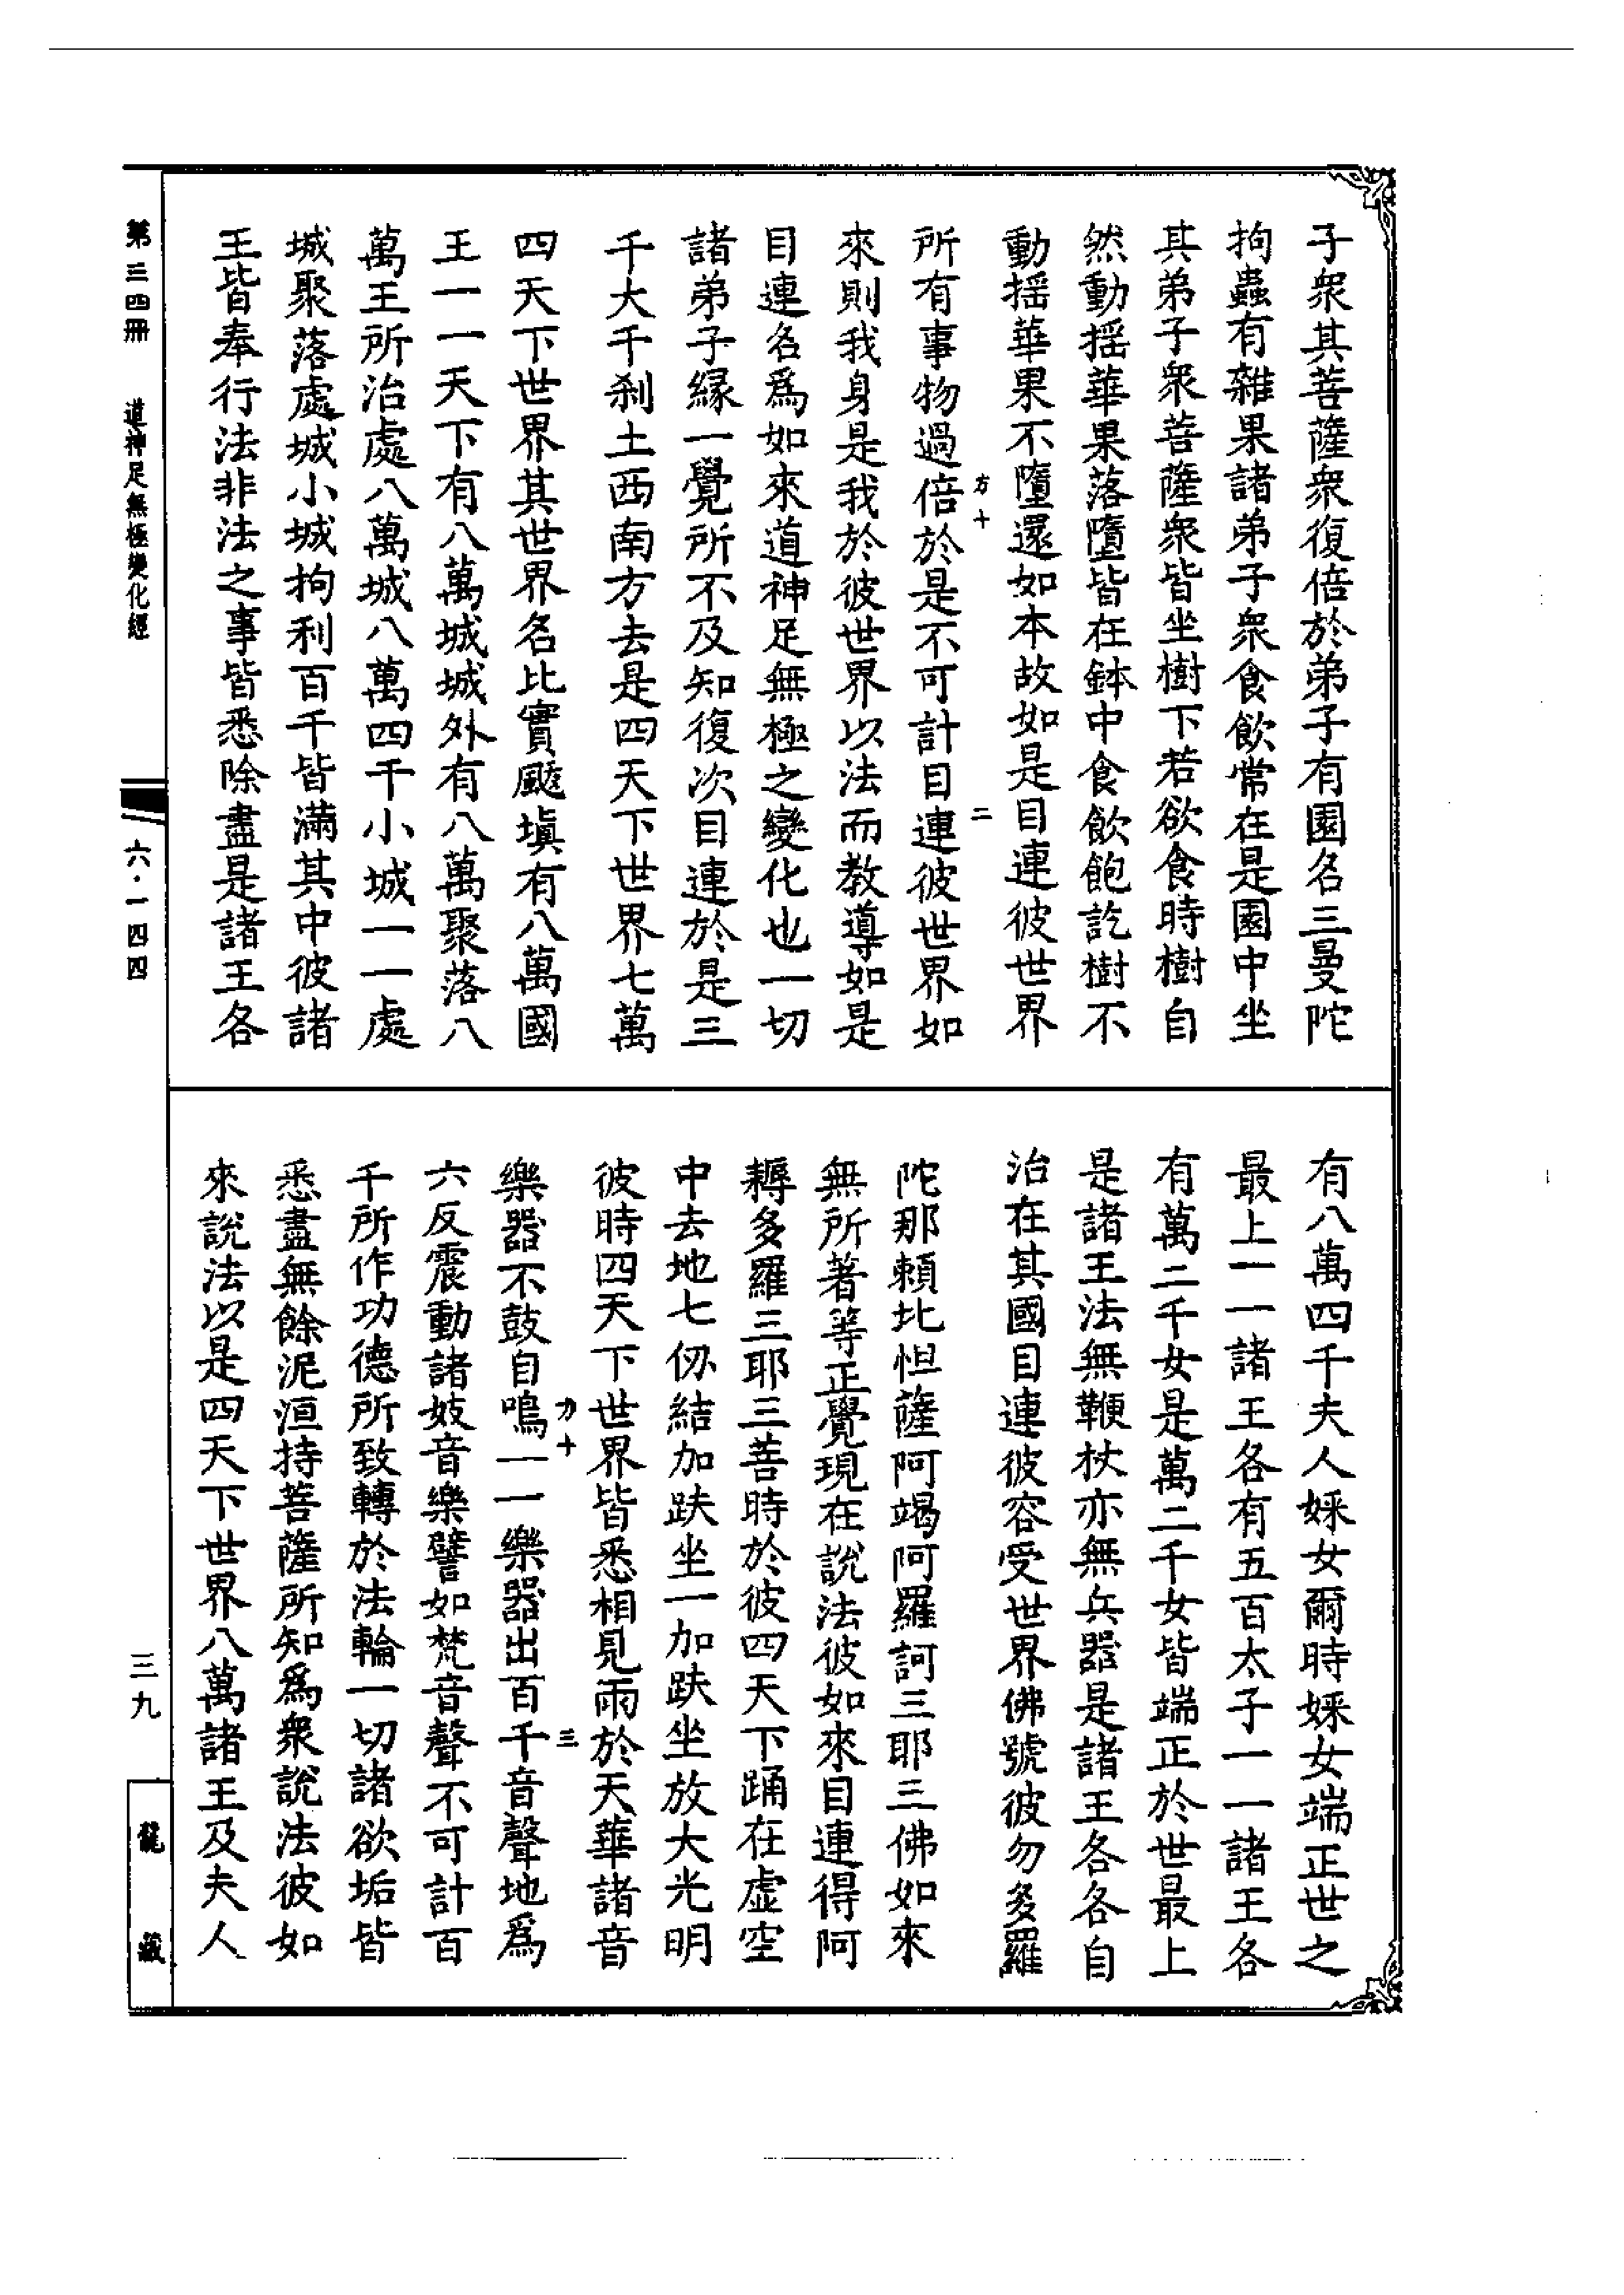 子衆其菩薩衆復倍於弟子有園名三曼陀
拘蟲有雜果諸弟子衆食飲常在是園中坐
其弟子衆菩薩衆皆坐樹下若欲食時樹自
然動揺華果落墮皆在鉢中食飲飽訖樹不
動揺華果不墮還如本故如是目連彼世界
方十 二
所有事物過倍於是不可計目連彼世界如
來則我身是我於彼世界以法而教導如是
目連名爲如來道神足無極之變化也一切
諸弟子縁一覺所不及知復次目連於是三
千大千刹土西南方去是四天下世界七萬
四天下世界其世界名比實颰塡有八萬國
王一一天下有八萬城城外有八萬聚落八
萬王所治處八萬城八萬四千小城一一處
城聚落處城小城拘利百千皆滿其中彼諸
王皆奉行法非法之事皆悉除盡是諸王各
有八萬四千夫人婇女爾時婇女端正世之
最上一一諸王各有五百太子一一諸王各
有萬二千女是萬二千女皆端正於世最上
是諸王法無鞭杖亦無兵器是諸王各各自
治在其國目連彼容受世界佛號彼勿多羅
陀那頼比怛薩阿竭阿羅訶三耶三佛如來
無所著等正覺現在說法彼如來目連得阿
耨多羅三耶三菩時於彼四天下踊在虛空
中去地七仞結加趺坐一加趺坐放大光明
彼時四天下世界皆悉相見雨於天華諸音
力十 三
樂器不鼓自鳴一一樂器出百千音聲地爲
六反震動諸妓音樂譬如梵音聲不可計百
千所作功德所致轉於法輪一切諸欲垢皆
悉盡無餘泥洹持菩薩所知爲衆說法彼如
來說法以是四天下世界八萬諸王及夫人
第三四冊 道神足無極變化經
六·一四四
三九
龍藏